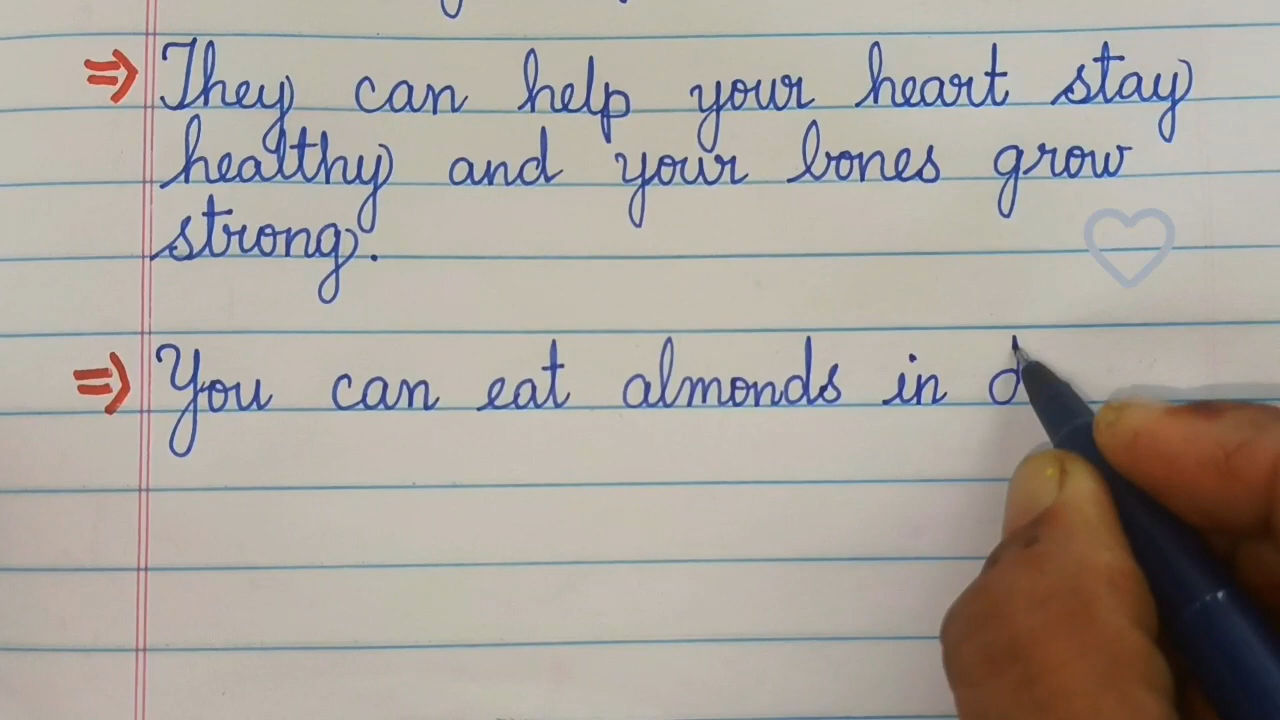 ⇒ They can help your heart stay
healthy and your bones grow
strong.
⇒ You can eat almonds in d